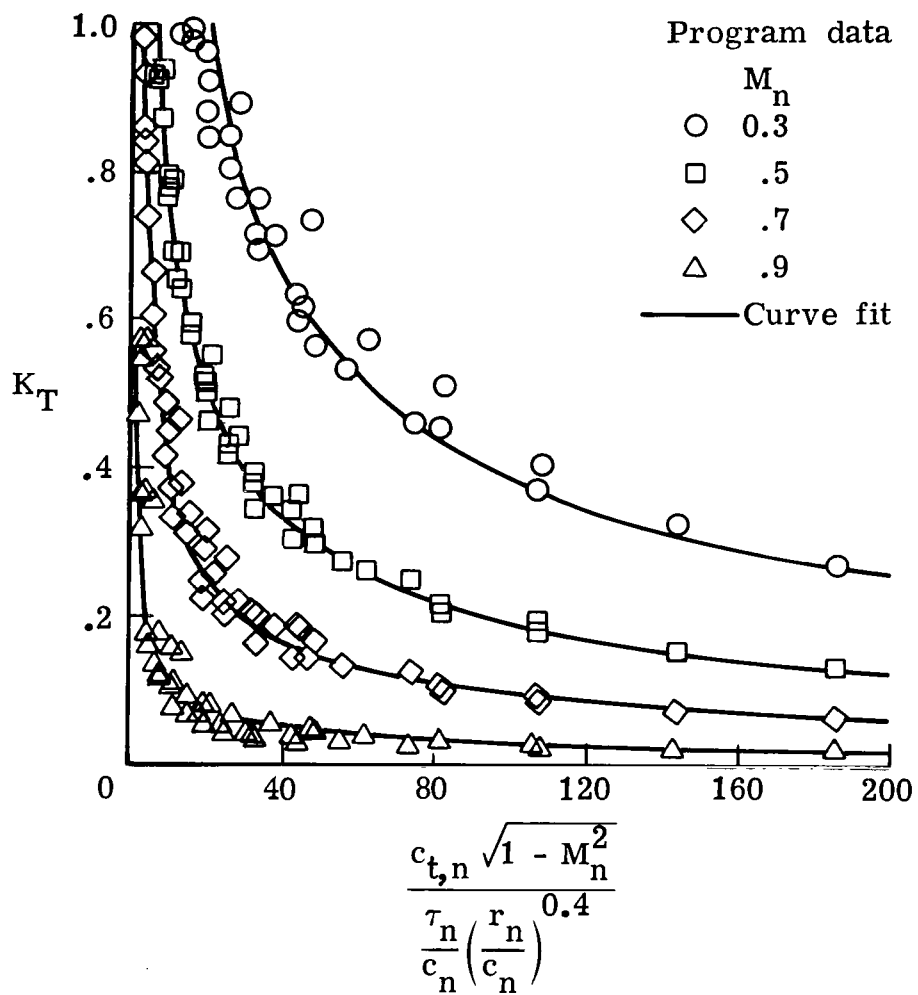 Program data
M_n
○ 0.3
□ .5
◇ .7
△ .9
Curve fit
K_T
1.0
.8
.6
.4
.2
0 40 80 120 160 200
c_{t,n} √(1 - M_n^2)
τ_n/c_n (r_n/c_n)^{0.4}